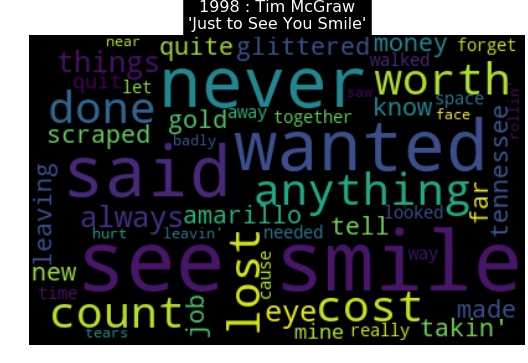 1998 : Tim McGraw
'Just to See You Smile'
near quite glittered money forget
things never walked worth
quit let saw rollin'
done gold away together know space face
scraped badly wanted tennessee
said anything far
leaving always amarillo looked
hurt leavin' needed tell
see lost smile
new cause way
time count job eye cost made
tears mine really takin'